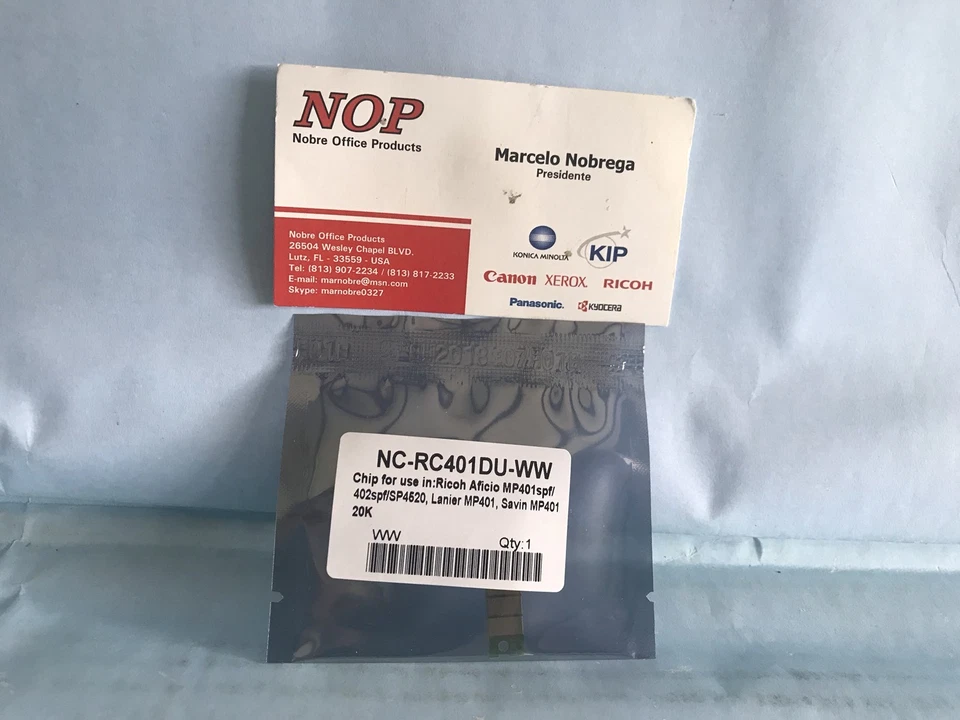 NOP
Nobre Office Products
Marcelo Nobrega
Presidente
Nobre Office Products
26504 Wesley Chapel BLVD.
Lutz, FL - 33559 - USA
Tel: (813) 907-2234 / (813) 817-2233
E-mail: marnobre@msn.com
Skype: marnobre0327
KONICA MINOLTA
KIP
Canon XEROX. RICOH
Panasonic. KYOCERA
2018
NC-RC401DU-WW
Chip for use in:Ricoh Aficio MP401spf/
402spf/SP4520, Lanier MP401, Savin MP401
20K
WW Qty:1